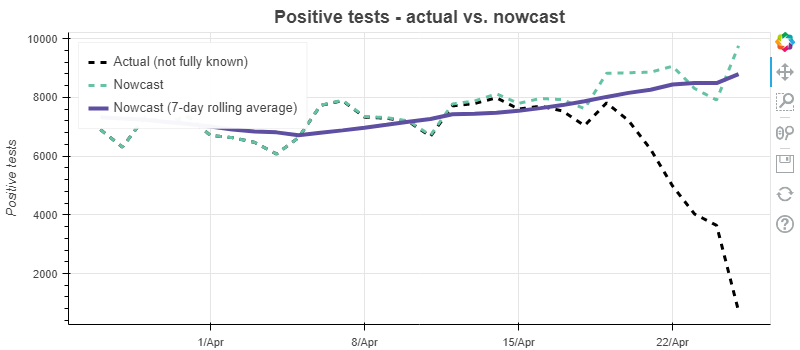 Positive tests - actual vs. nowcast
10000
8000
6000
4000
2000
Positive tests
Actual (not fully known)
Nowcast
Nowcast (7-day rolling average)
1/Apr
8/Apr
15/Apr
22/Apr
?